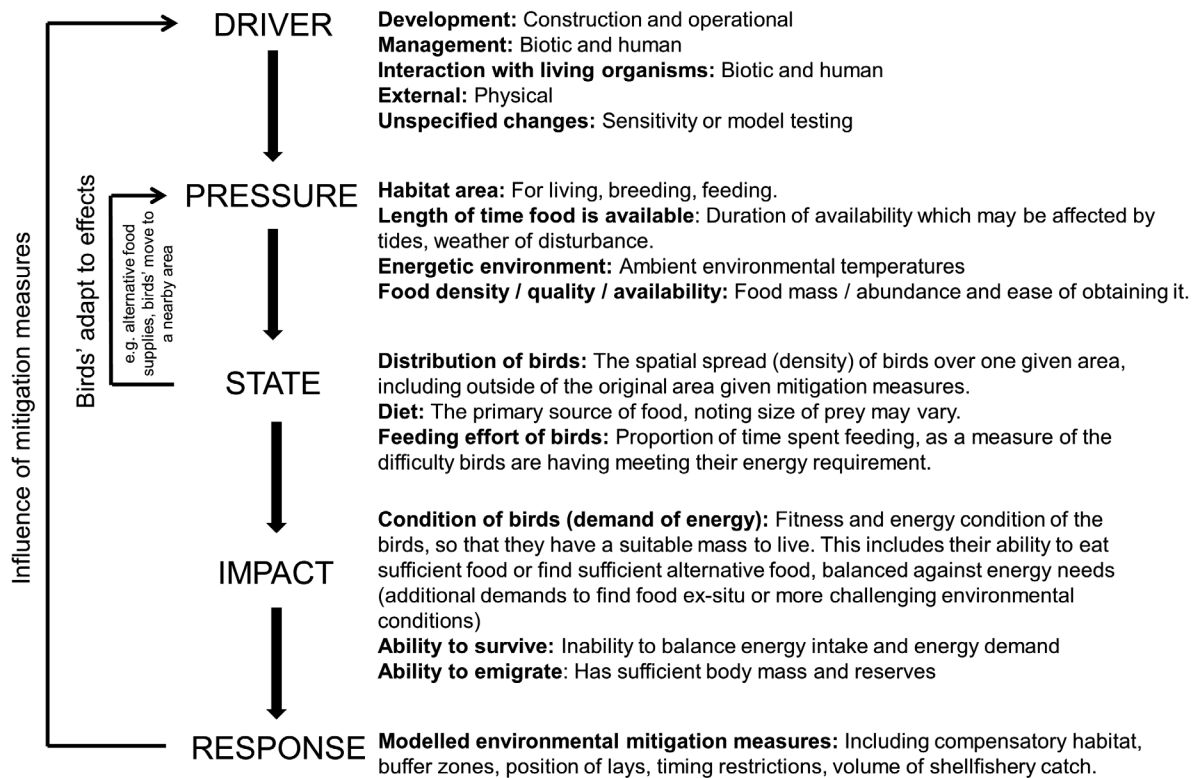 DRIVER
Development: Construction and operational
Management: Biotic and human
Interaction with living organisms: Biotic and human
External: Physical
Unspecified changes: Sensitivity or model testing
PRESSURE
Habitat area: For living, breeding, feeding.
Length of time food is available: Duration of availability which may be affected by
tides, weather of disturbance.
Energetic environment: Ambient environmental temperatures
Food density / quality / availability: Food mass / abundance and ease of obtaining it.
STATE
Distribution of birds: The spatial spread (density) of birds over one given area,
including outside of the original area given mitigation measures.
Diet: The primary source of food, noting size of prey may vary.
Feeding effort of birds: Proportion of time spent feeding, as a measure of the
difficulty birds are having meeting their energy requirement.
IMPACT
Condition of birds (demand of energy): Fitness and energy condition of the
birds, so that they have a suitable mass to live. This includes their ability to eat
sufficient food or find sufficient alternative food, balanced against energy needs
(additional demands to find food ex-situ or more challenging environmental
conditions)
Ability to survive: Inability to balance energy intake and energy demand
Ability to emigrate: Has sufficient body mass and reserves
RESPONSE
Modelled environmental mitigation measures: Including compensatory habitat,
buffer zones, position of lays, timing restrictions, volume of shellfishery catch.
Influence of mitigation measures
Birds' adapt to effects
e.g. alternative food
supplies, birds' move to
a nearby area